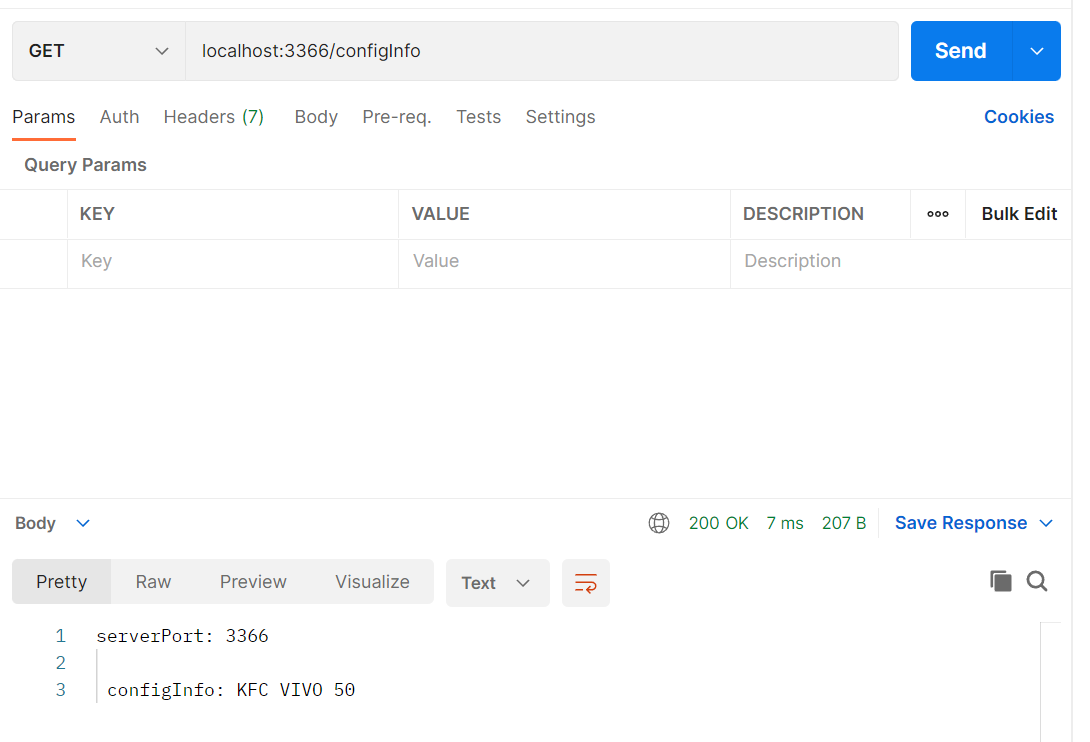 GET localhost:3366/configInfo Send
Params Auth Headers (7) Body Pre-req. Tests Settings Cookies
Query Params
KEY VALUE DESCRIPTION ooo Bulk Edit
Key Value Description
Body 200 OK 7 ms 207 B Save Response
Pretty Raw Preview Visualize Text
1 serverPort: 3366
2
3 configInfo: KFC VIVO 50